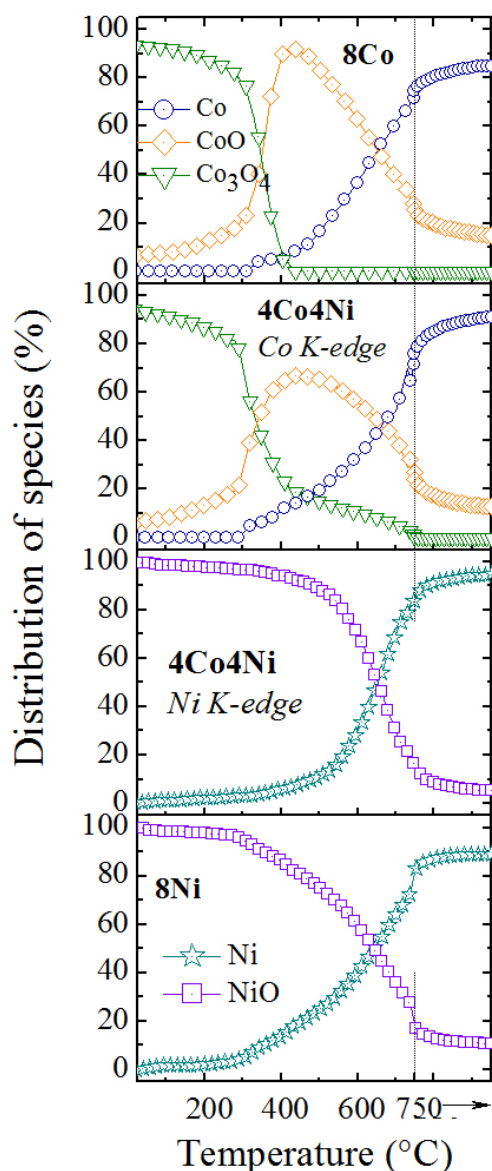 Distribution of species (%)
100
80
60
40
20
0
8Co
Co
CoO
Co₃O₄
100
80
60
40
20
0
4Co4Ni
Co K-edge
100
80
60
40
20
0
4Co4Ni
Ni K-edge
100
80
60
40
20
0
8Ni
Ni
NiO
200 400 600 750
Temperature (°C)